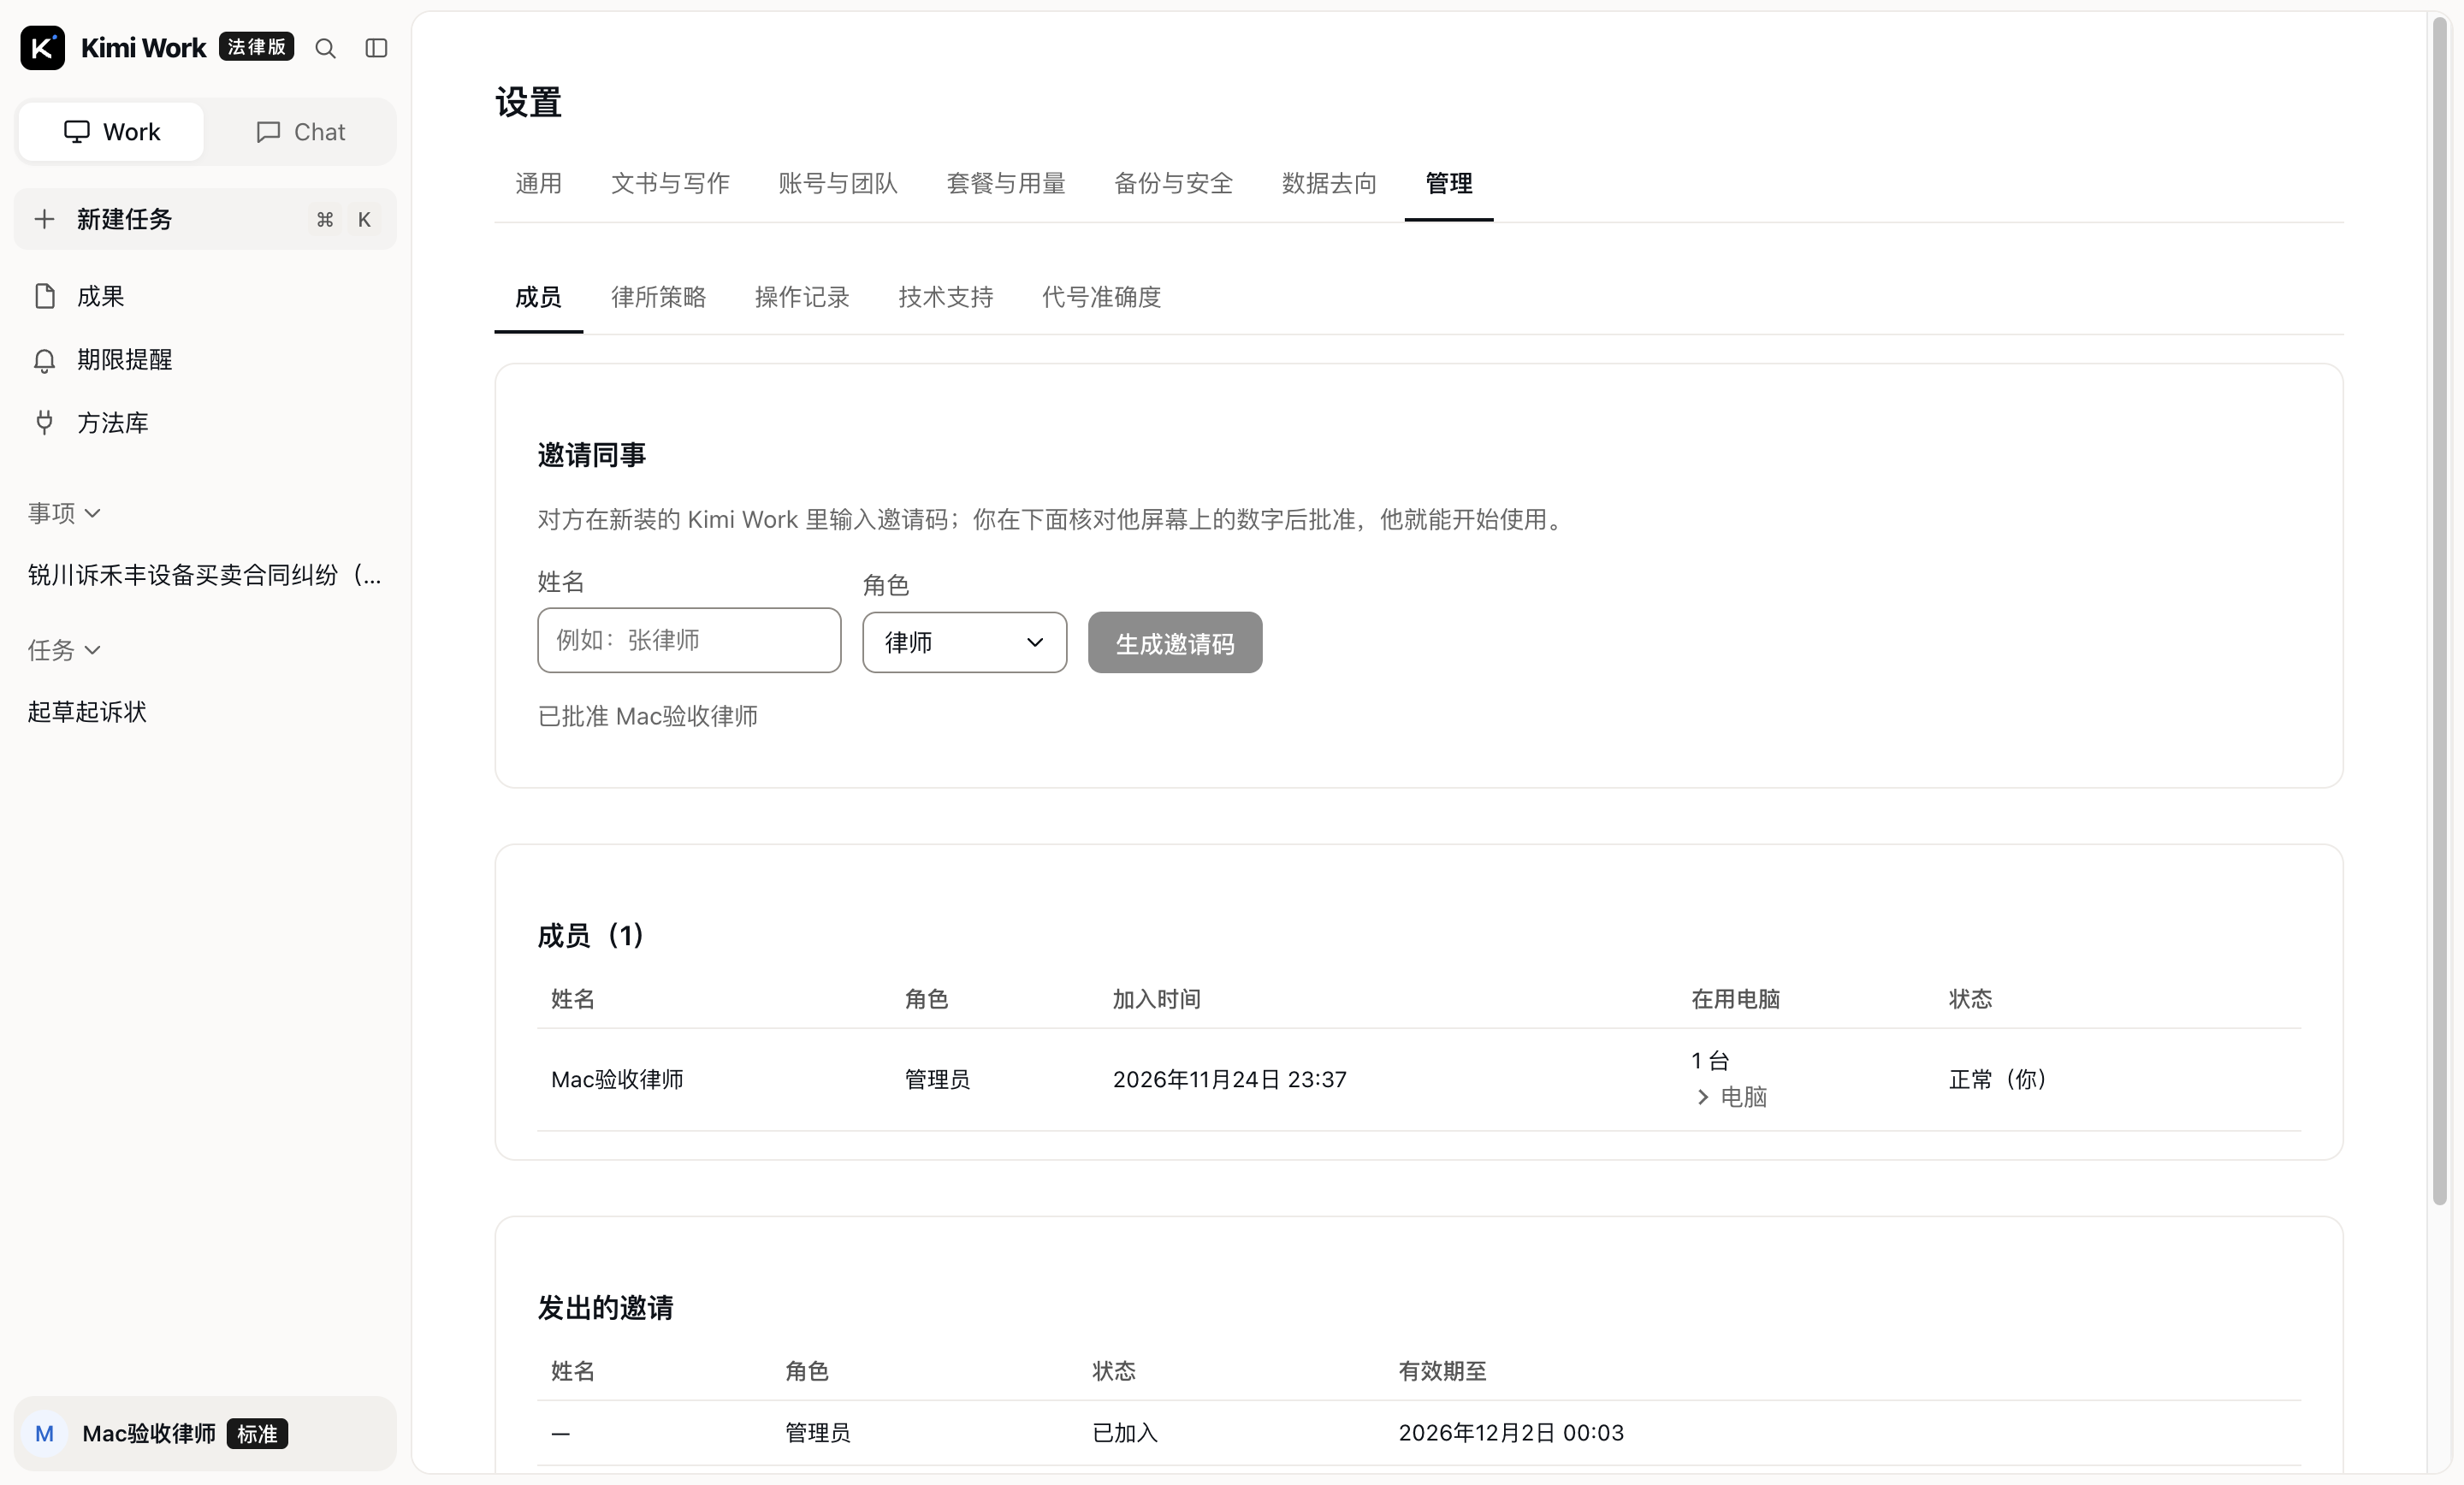 Kimi Work 法律版
Work
Chat
新建任务 ⌘ K
成果
期限提醒
方法库
事项
锐川诉禾丰设备买卖合同纠纷（...
任务
起草起诉状
M Mac验收律师 标准
设置
通用 文书与写作 账号与团队 套餐与用量 备份与安全 数据去向 管理
成员 律所策略 操作记录 技术支持 代号准确度
邀请同事
对方在新装的 Kimi Work 里输入邀请码；你在下面核对他屏幕上的数字后批准，他就能开始使用。
姓名 角色
例如：张律师 律师 生成邀请码
已批准 Mac验收律师
成员（1）
姓名 角色 加入时间 在用电脑 状态
Mac验收律师 管理员 2026年11月24日 23:37 1 台 正常（你）
电脑
发出的邀请
姓名 角色 状态 有效期至
— 管理员 已加入 2026年12月2日 00:03